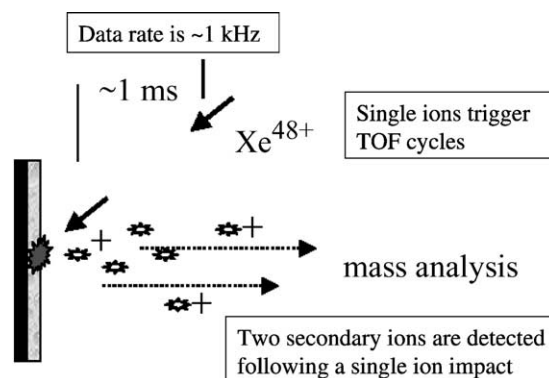 Data rate is ~1 kHz
~1 ms
Xe48+
Single ions trigger
TOF cycles
+
+
+
mass analysis
Two secondary ions are detected
following a single ion impact